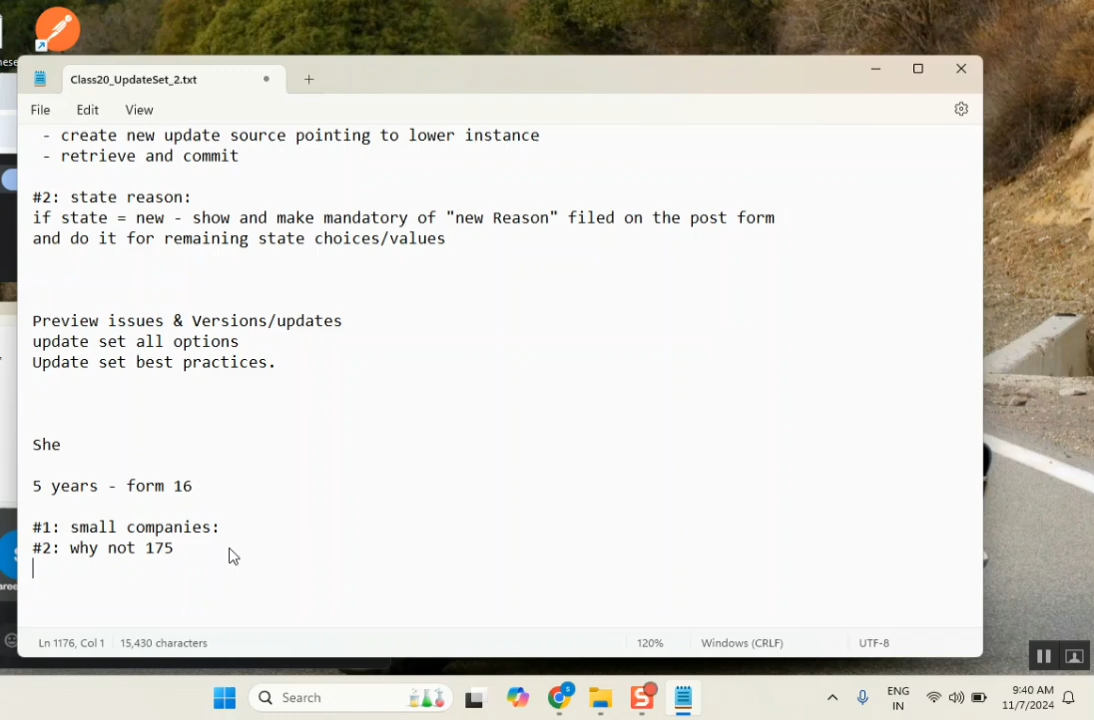 Class20_UpdateSet_2.txt
File Edit View
- create new update source pointing to lower instance
- retrieve and commit
#2: state reason:
if state = new - show and make mandatory of "new Reason" filed on the post form
and do it for remaining state choices/values
Preview issues & Versions/updates
update set all options
Update set best practices.
She
5 years - form 16
#1: small companies:
#2: why not 175
Ln 1176, Col 1 15,430 characters 120% Windows (CRLF) UTF-8
Search
ENG
IN
9:40 AM
11/7/2024